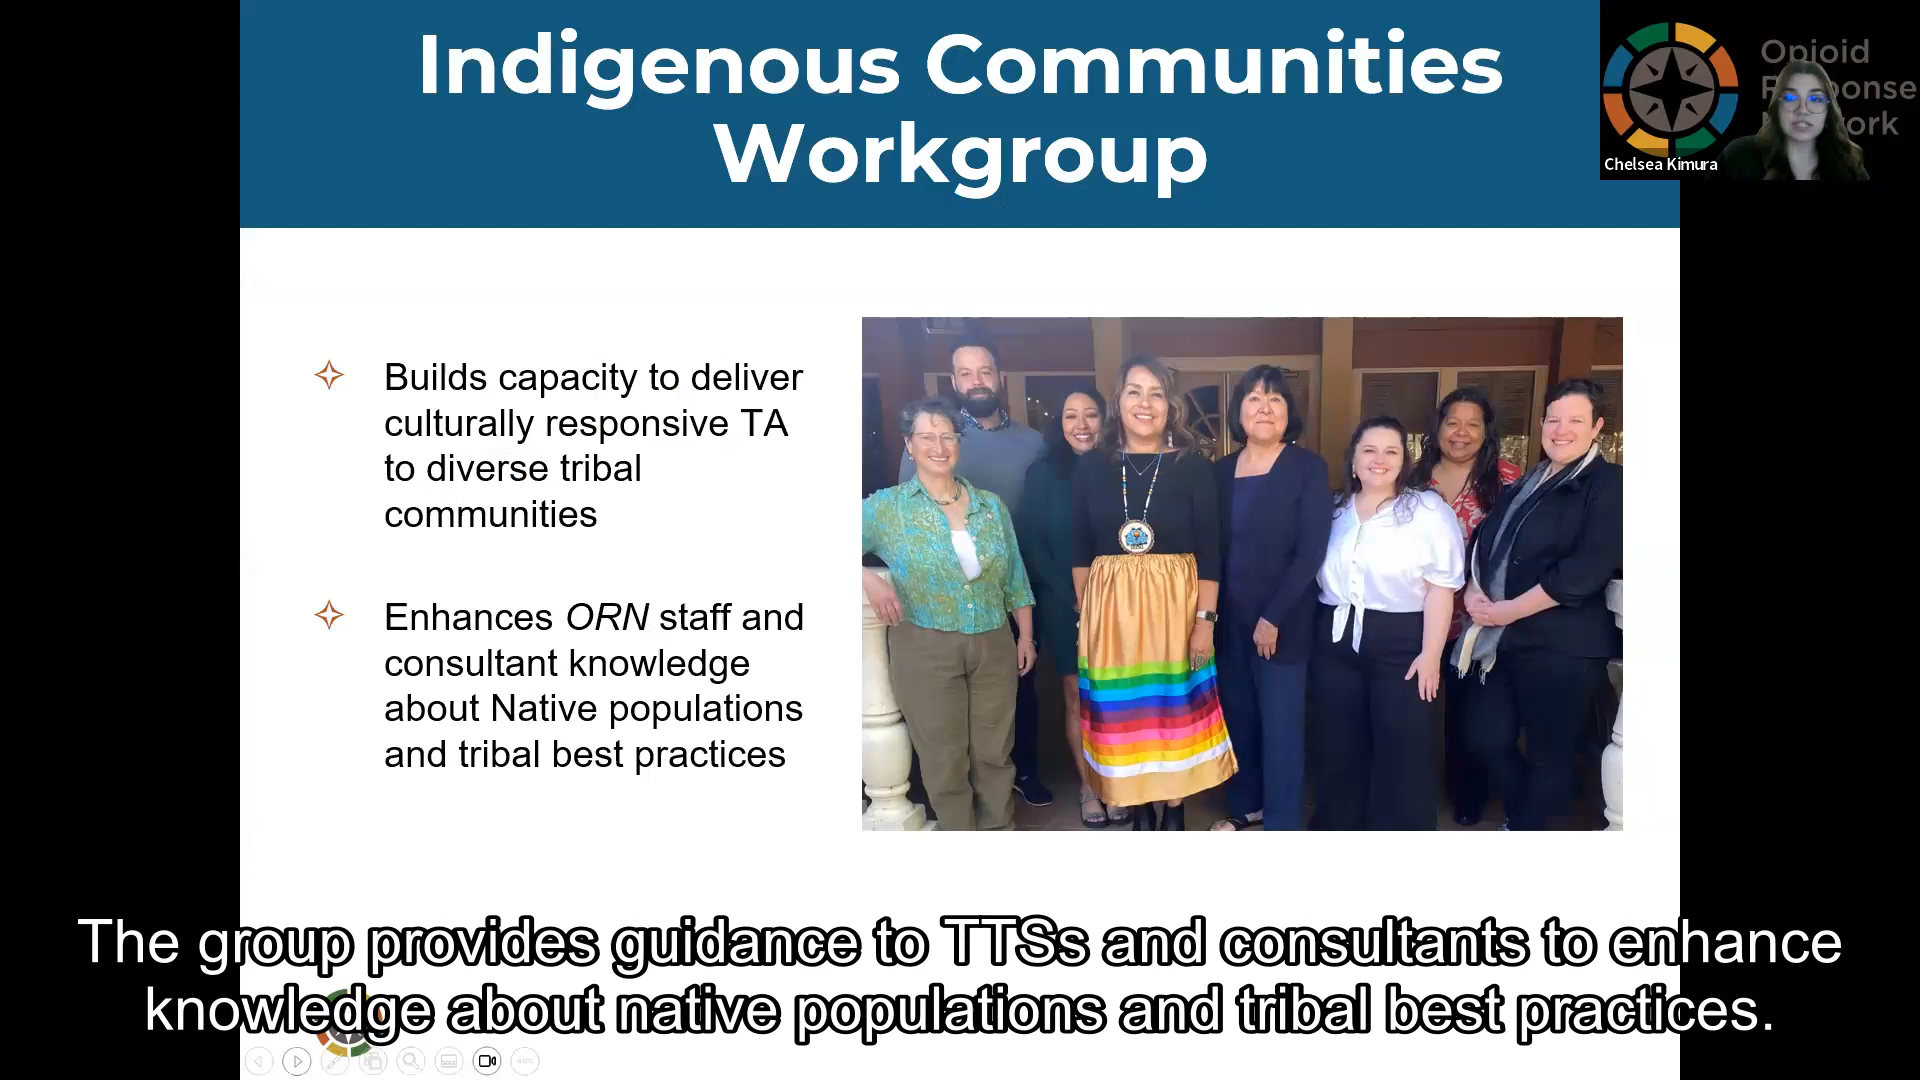 Indigenous Communities
Workgroup
Opioid
Response
Network
Chelsea Kimura
Builds capacity to deliver
culturally responsive TA
to diverse tribal
communities
Enhances ORN staff and
consultant knowledge
about Native populations
and tribal best practices
The group provides guidance to TTSs and consultants to enhance
knowledge about native populations and tribal best practices.